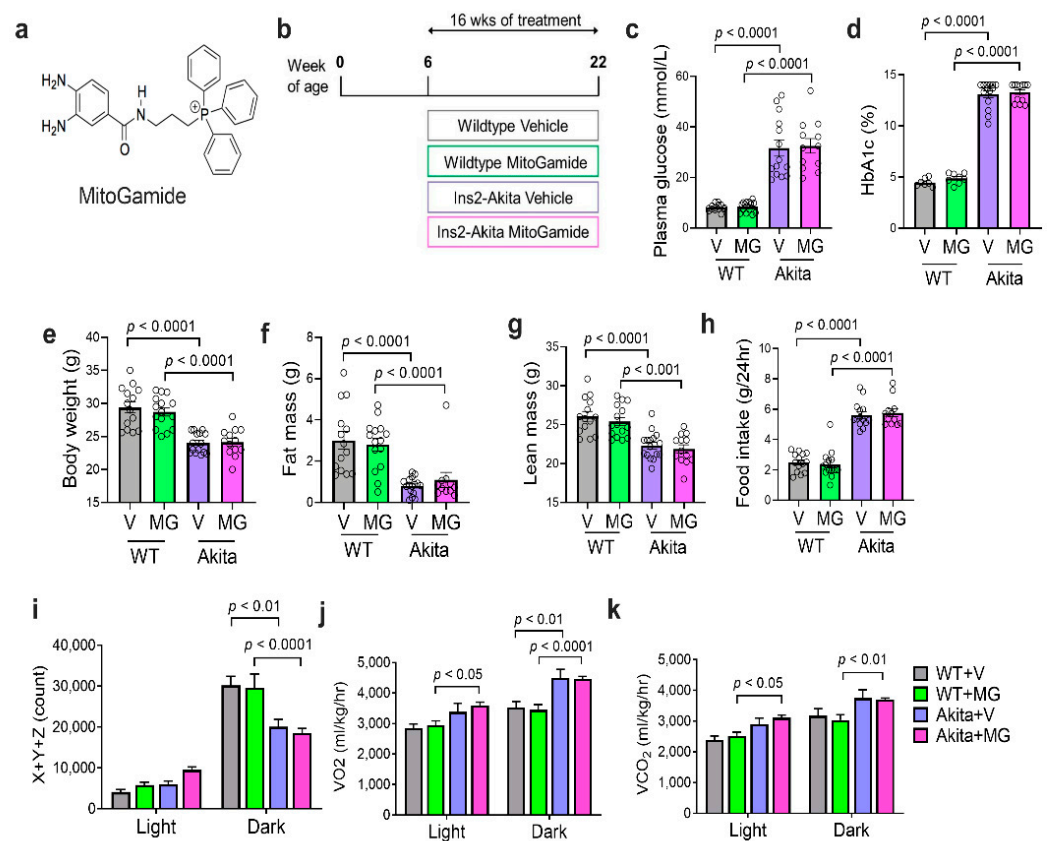 a
H₂N
H₂N
O
H
N
P
+
MitoGamide
b
16 wks of treatment
Week of age
0
6
22
Wildtype Vehicle
Wildtype MitoGamide
Ins2-Akita Vehicle
Ins2-Akita MitoGamide
c
p < 0.0001
p < 0.0001
Plasma glucose (mmol/L)
60
40
20
0
V MG V MG
WT Akita
d
p < 0.0001
p < 0.0001
HbA1c (%)
15
10
5
0
V MG V MG
WT Akita
e
p < 0.0001
p < 0.0001
Body weight (g)
40
35
30
25
20
15
V MG V MG
WT Akita
f
p < 0.0001
p < 0.0001
Fat mass (g)
8
6
4
2
0
V MG V MG
WT Akita
g
p < 0.0001
p < 0.001
Lean mass (g)
35
30
25
20
15
V MG V MG
WT Akita
h
p < 0.0001
p < 0.0001
Food intake (g/24hr)
10
8
6
4
2
0
V MG V MG
WT Akita
i
p < 0.01
p < 0.0001
X+Y+Z (count)
40,000
30,000
20,000
10,000
0
Light Dark
j
p < 0.05
p < 0.01
p < 0.0001
VO2 (ml/kg/hr)
5,000
4,000
3,000
2,000
1,000
0
Light Dark
k
p < 0.05
p < 0.01
VCO₂ (ml/kg/hr)
5,000
4,000
3,000
2,000
1,000
0
Light Dark
WT+V
WT+MG
Akita+V
Akita+MG